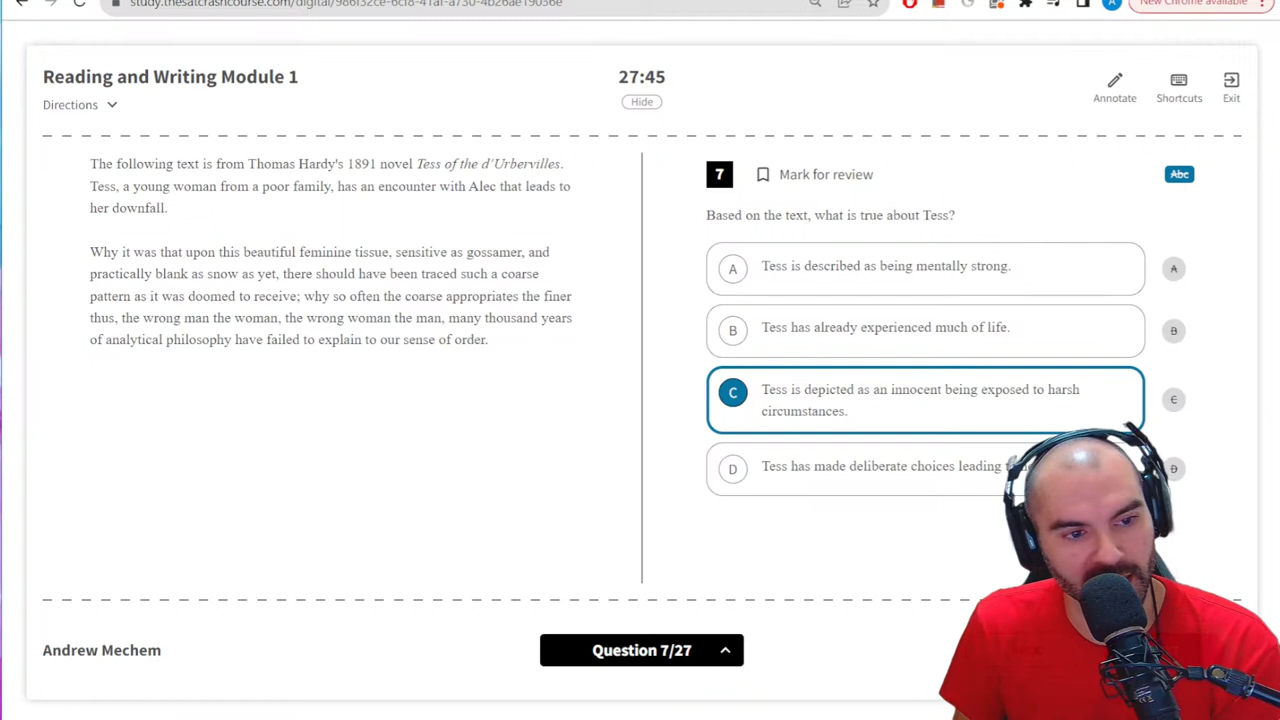 study.thesatcrashcourse.com/digital/
New Chrome available
Reading and Writing Module 1
27:45
Directions
Hide
Annotate
Shortcuts
Exit
The following text is from Thomas Hardy's 1891 novel Tess of the d'Urbervilles.
Tess, a young woman from a poor family, has an encounter with Alec that leads to
her downfall.
Why it was that upon this beautiful feminine tissue, sensitive as gossamer, and
practically blank as snow as yet, there should have been traced such a coarse
pattern as it was doomed to receive; why so often the coarse appropriates the finer
thus, the wrong man the woman, the wrong woman the man, many thousand years
of analytical philosophy have failed to explain to our sense of order.
7
Mark for review
Abc
Based on the text, what is true about Tess?
A Tess is described as being mentally strong. A
B Tess has already experienced much of life. B
C Tess is depicted as an innocent being exposed to harsh C
circumstances.
D Tess has made deliberate choices leading D
Andrew Mechem
Question 7/27